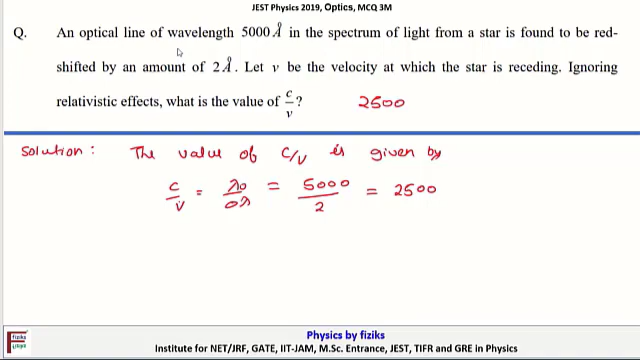 JEST Physics 2019, Optics, MCQ 3M
Q. An optical line of wavelength 5000 Å in the spectrum of light from a star is found to be red-
shifted by an amount of 2 Å. Let v be the velocity at which the star is receding. Ignoring
relativistic effects, what is the value of c/v? 2500
Solution: The value of c/v is given by
c/v = λ0/Δλ = 5000/2 = 2500
fiziks
Physics by fiziks
Institute for NET/JRF, GATE, IIT-JAM, M.Sc. Entrance, JEST, TIFR and GRE in Physics